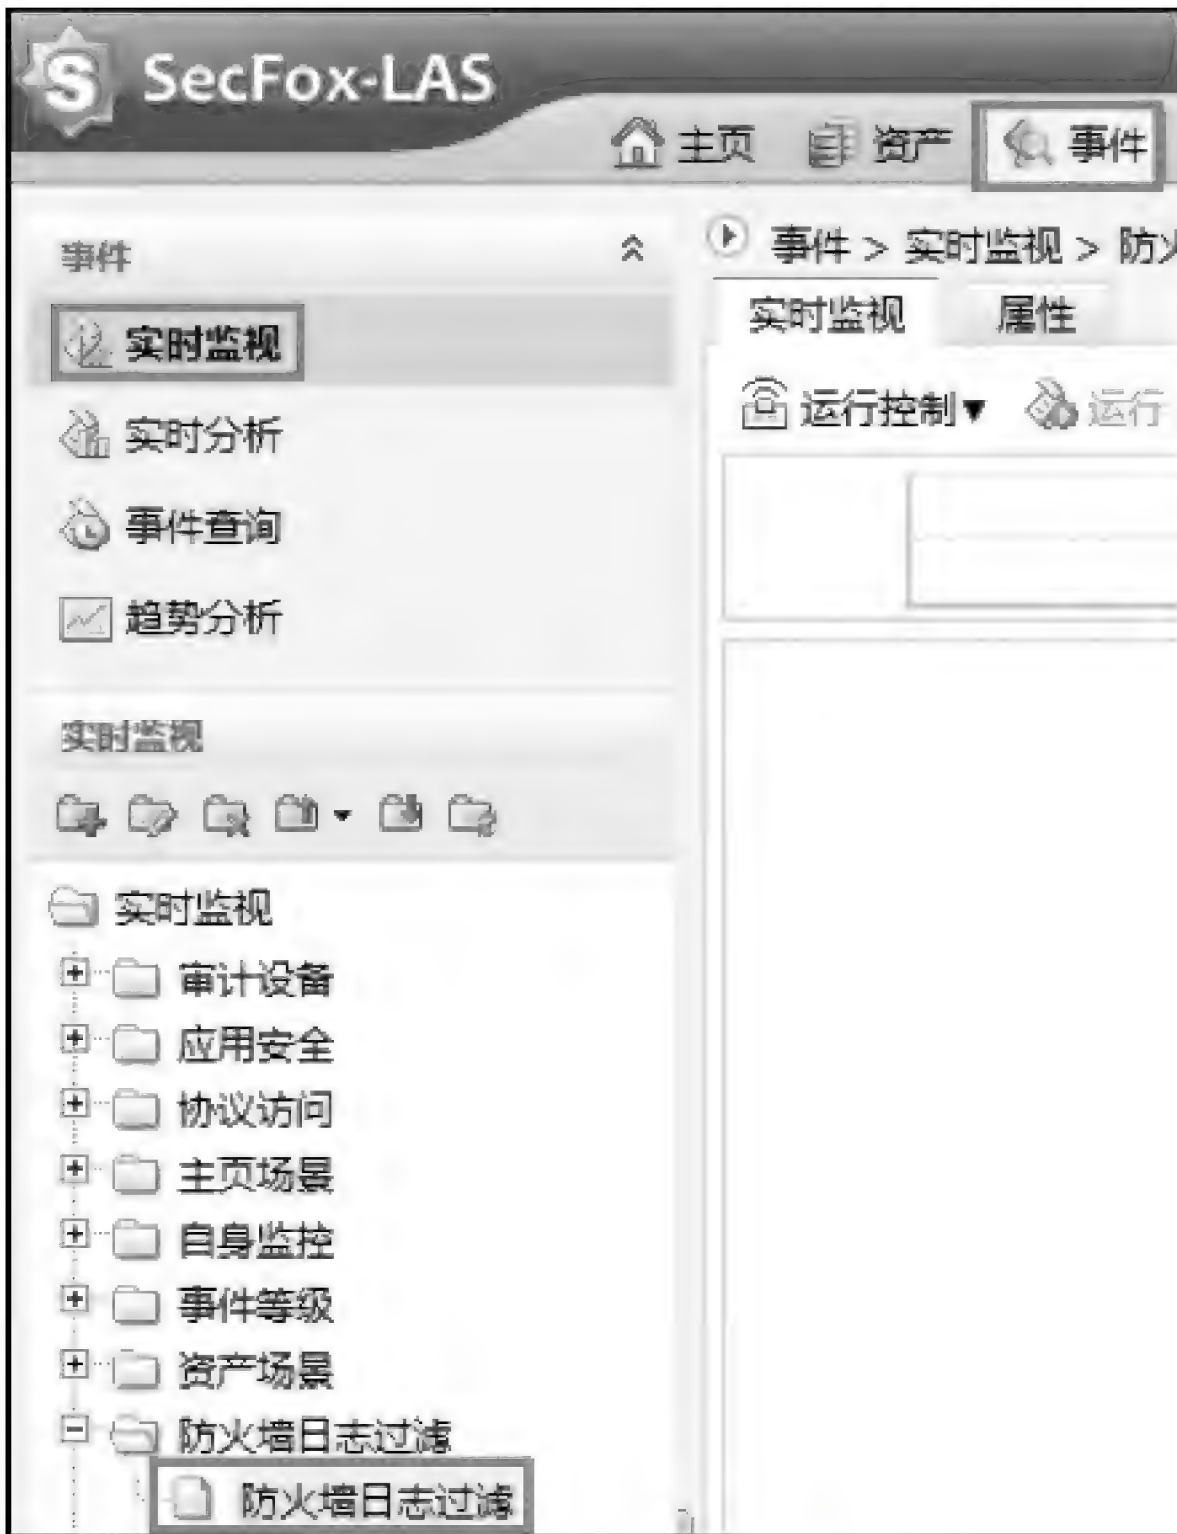 SecFox-LAS
主页 资产 事件
事件
事件 > 实时监视 > 防火
实时监视
实时监视 属性
实时分析
运行控制 运行
事件查询
趋势分析
实时监视
实时监视
审计设备
应用安全
协议访问
主页场景
自身监控
事件等级
资产场景
防火墙日志过滤
防火墙日志过滤